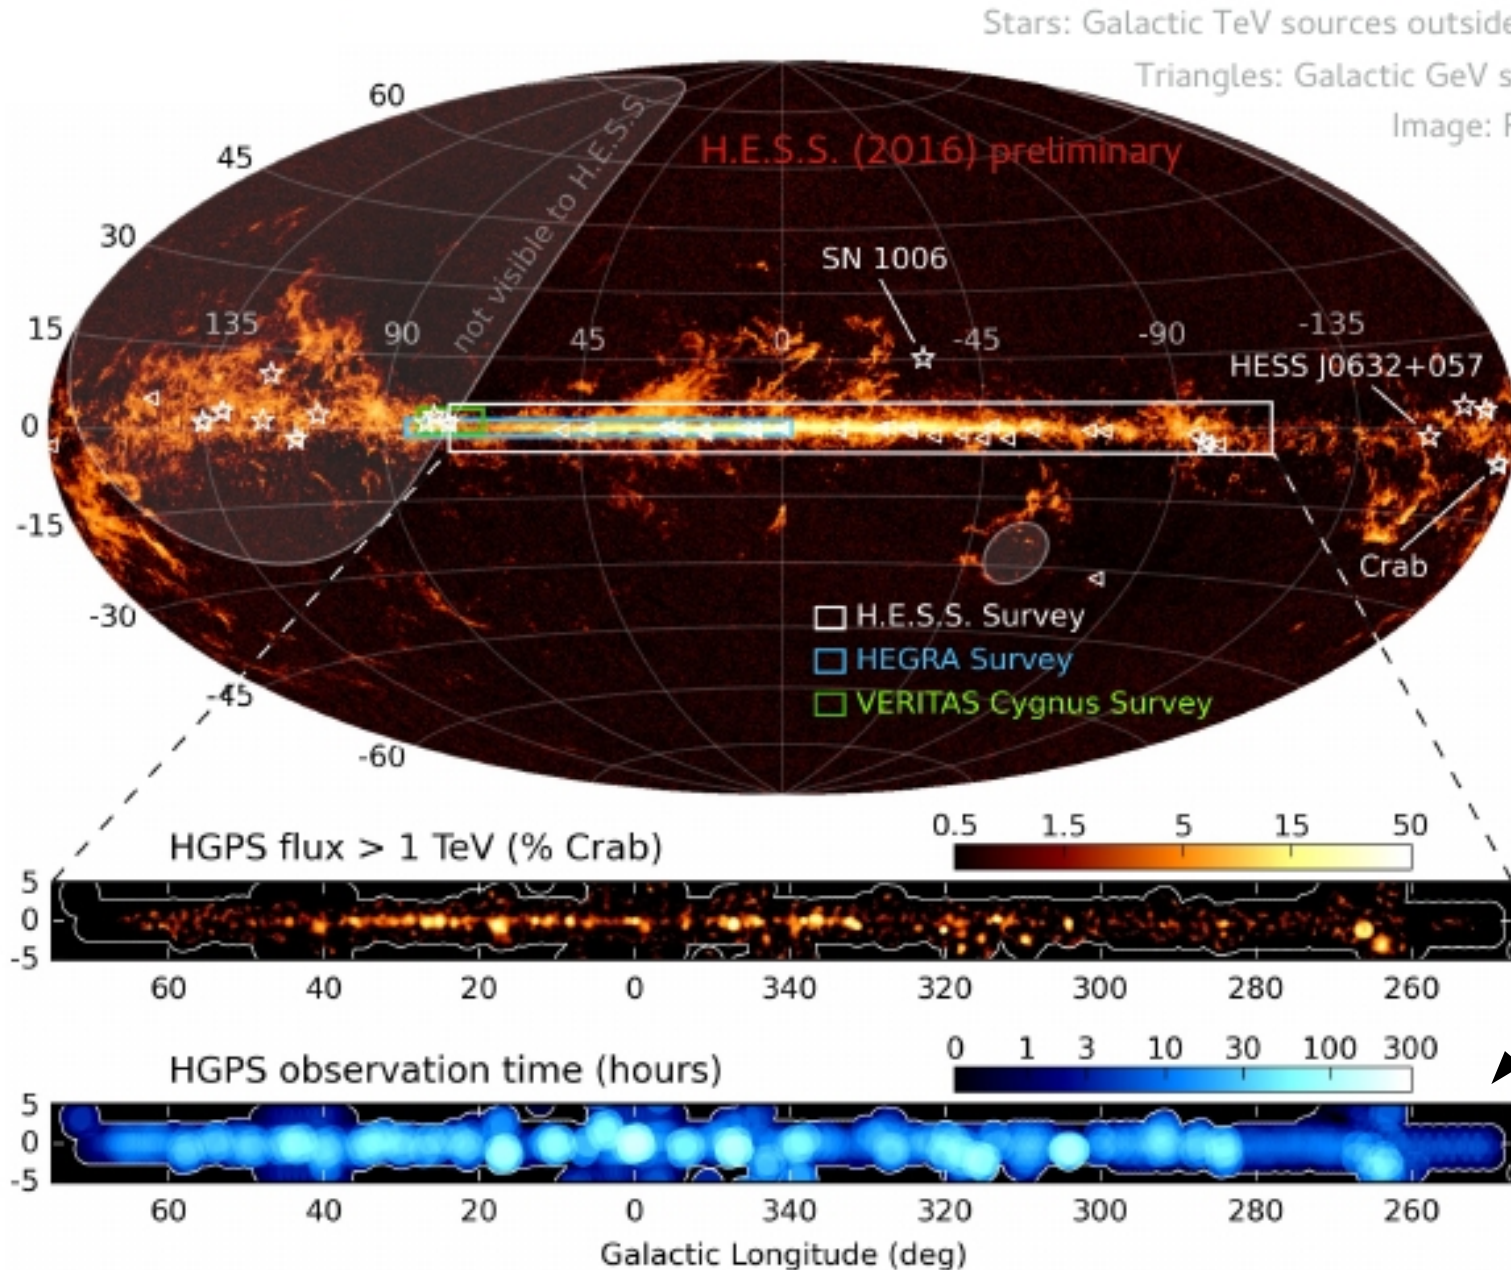 Stars: Galactic TeV sources outside
Triangles: Galactic GeV s
Image:
60
45
30
15
0
-15
-30
-45
-60
not visible to H.E.S.S.
H.E.S.S. (2016) preliminary
SN 1006
135 90 45 0 -45 -90 -135
HESS J0632+057
Crab
H.E.S.S. Survey
HEGRA Survey
VERITAS Cygnus Survey
HGPS flux > 1 TeV (% Crab)
0.5 1.5 5 15 50
5
0
-5
60 40 20 0 340 320 300 280 260
HGPS observation time (hours)
0 1 3 10 30 100 300
5
0
-5
60 40 20 0 340 320 300 280 260
Galactic Longitude (deg)